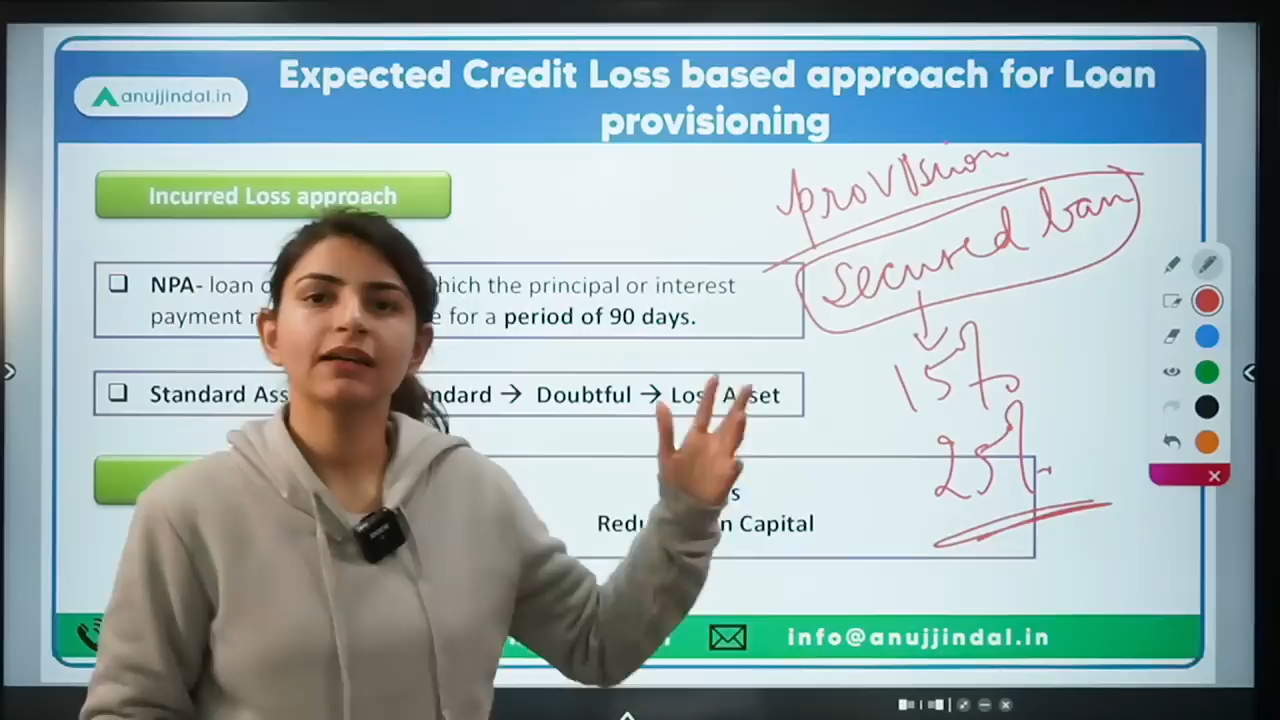 anujjindal.in
Expected Credit Loss based approach for Loan
provisioning
provision
secured loan
15%
25%
Incurred Loss approach
NPA- loan hich the principal or interest
payment e for a period of 90 days.
Standard Ass ndard → Doubtful → Los Asset
s
Redu n Capital
info@anujjindal.in